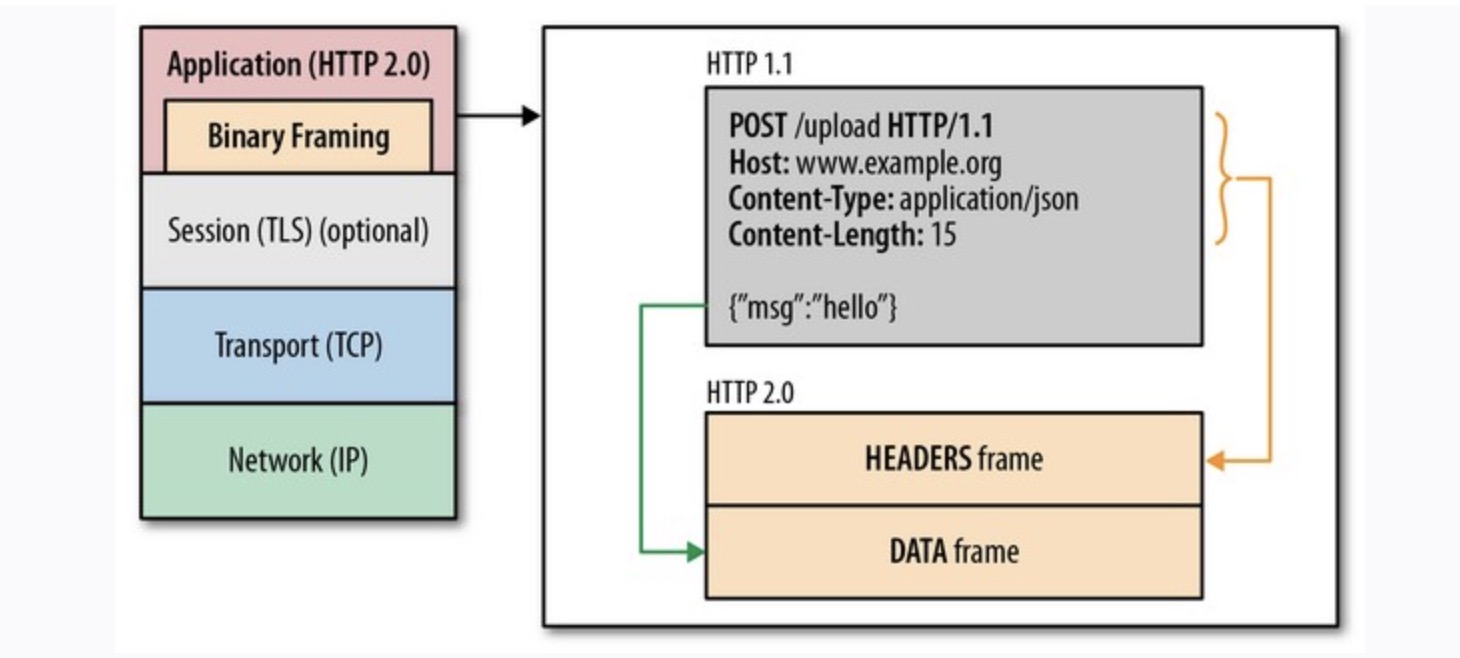 Application (HTTP 2.0)
Binary Framing
Session (TLS) (optional)
Transport (TCP)
Network (IP)
HTTP 1.1
POST /upload HTTP/1.1
Host: www.example.org
Content-Type: application/json
Content-Length: 15
{"msg":"hello"}
HTTP 2.0
HEADERS frame
DATA frame